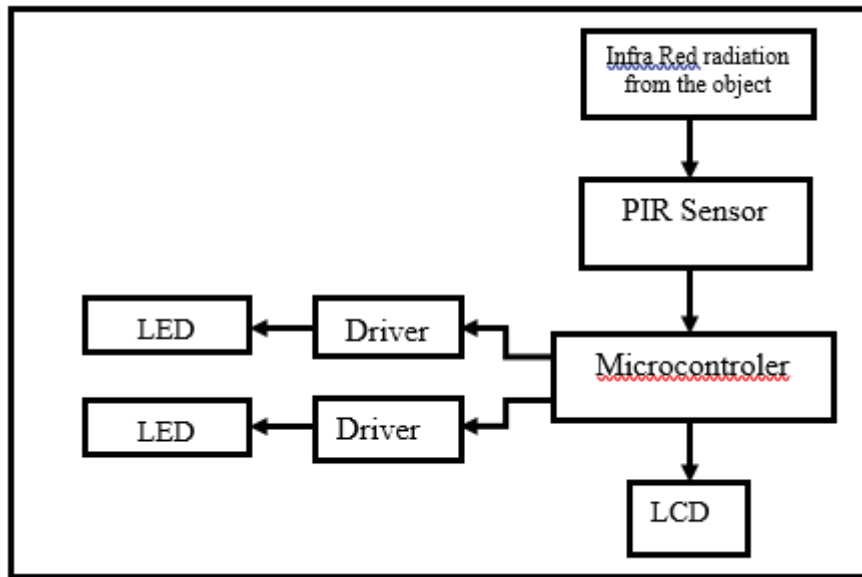 Infra Red radiation
from the object
PIR Sensor
LED
Driver
Microcontroler
LED
Driver
LCD